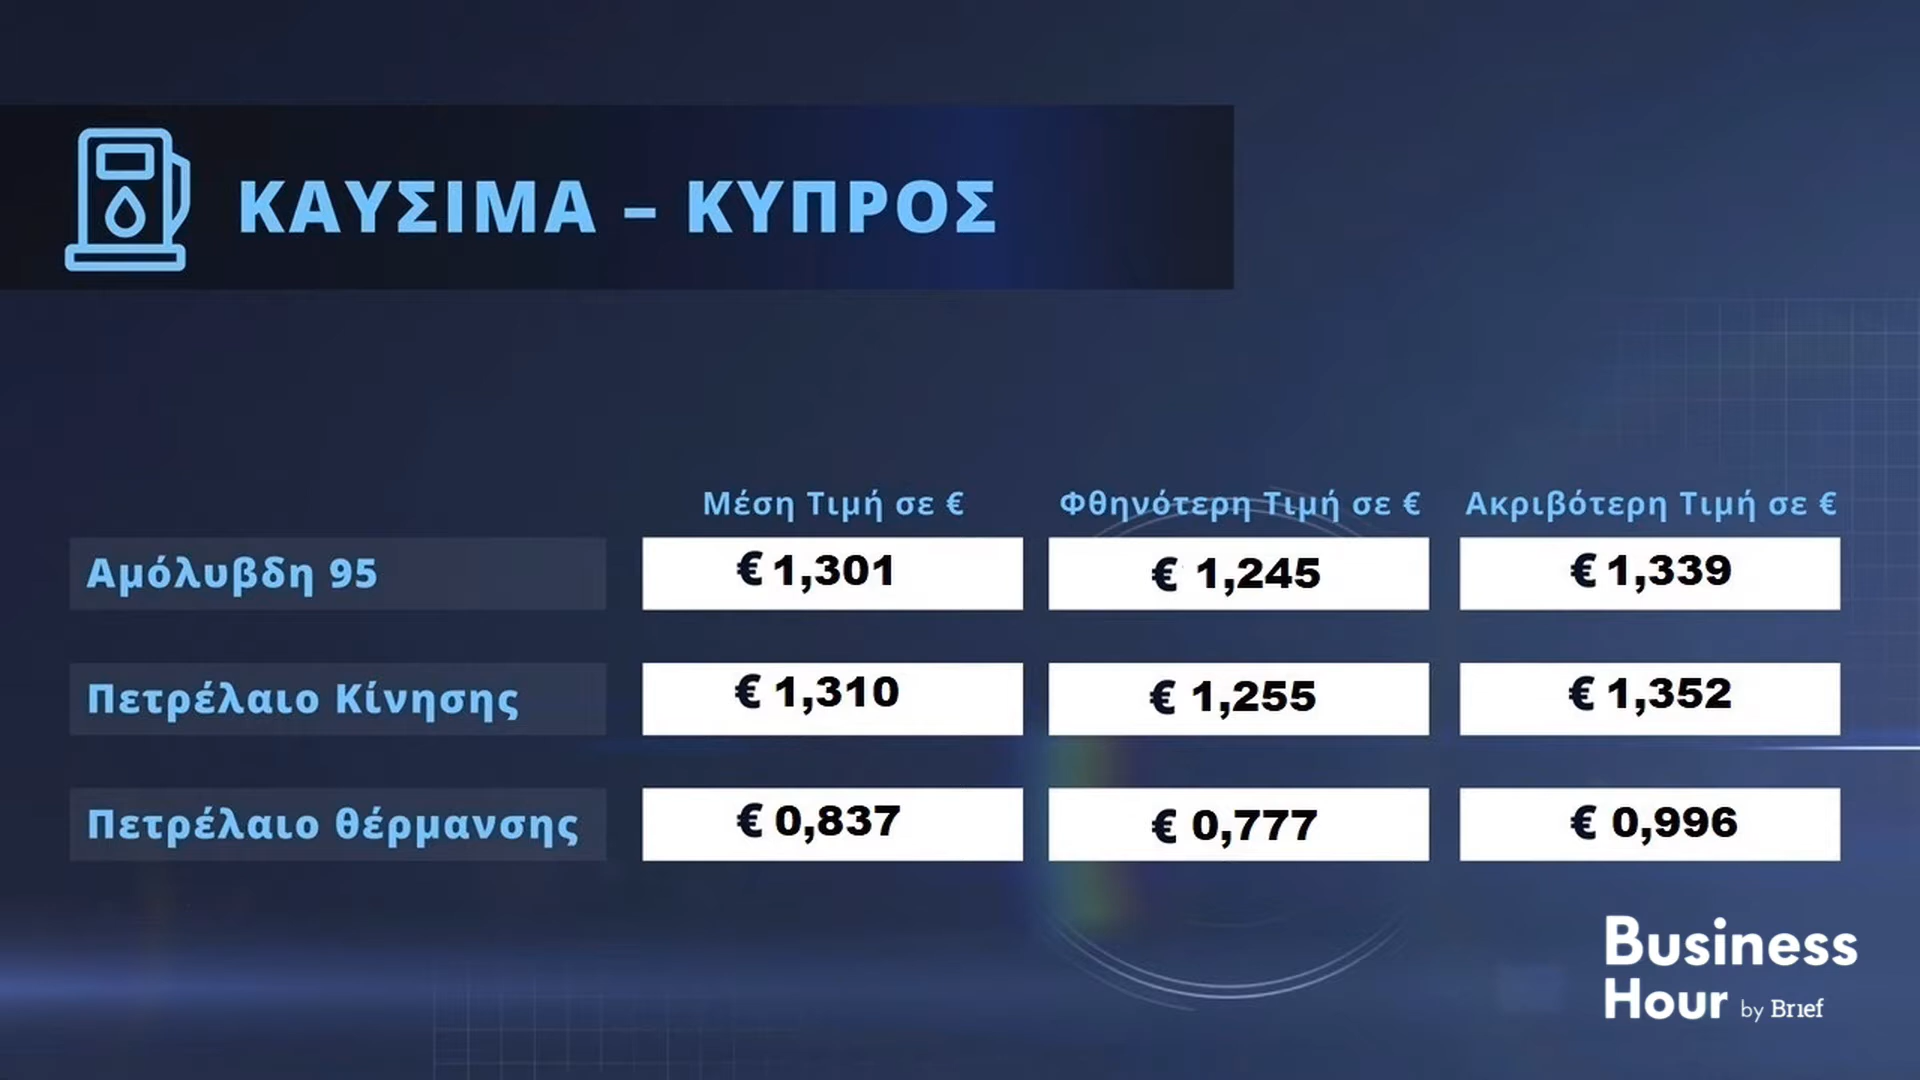 ΚΑΥΣΙΜΑ – ΚΥΠΡΟΣ
Μέση Τιμή σε € Φθηνότερη Τιμή σε € Ακριβότερη Τιμή σε €
Αμόλυβδη 95 € 1,301 € 1,245 € 1,339
Πετρέλαιο Κίνησης € 1,310 € 1,255 € 1,352
Πετρέλαιο θέρμανσης € 0,837 € 0,777 € 0,996
Business
Hour by Brief